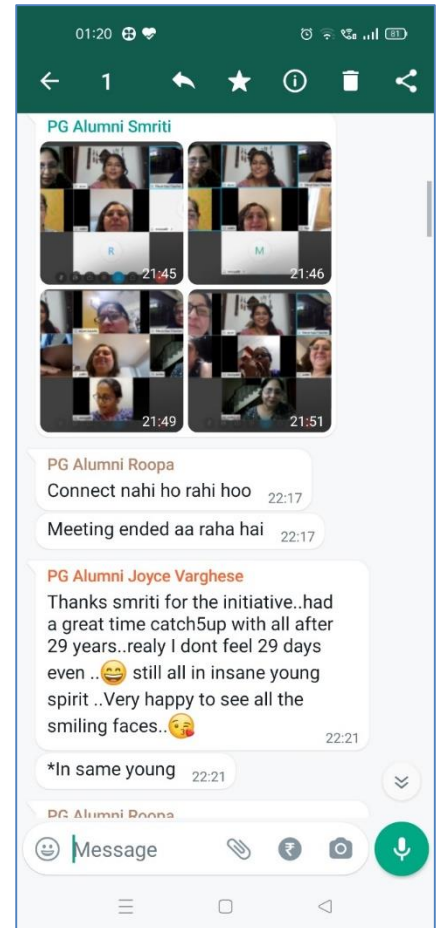 01:20
81
1
PG Alumni Smriti
R
21:45
M
21:46
21:49
21:51
PG Alumni Roopa
Connect nahi ho rahi hoo 22:17
Meeting ended aa raha hai 22:17
PG Alumni Joyce Varghese
Thanks smriti for the initiative..had
a great time catch5up with all after
29 years..realy I dont feel 29 days
even ..😄 still all in insane young
spirit ..Very happy to see all the
smiling faces..😘
22:21
*In same young 22:21
PG Alumni Roopa
Message
₹